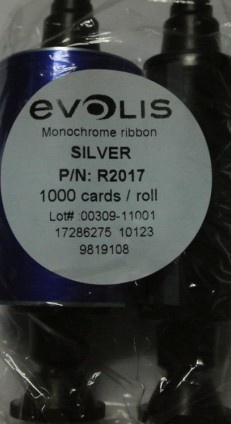 evolis
Monochrome ribbon
SILVER
P/N: R2017
1000 cards / roll
Lot# :00309-11001
17286275 10123
9819108